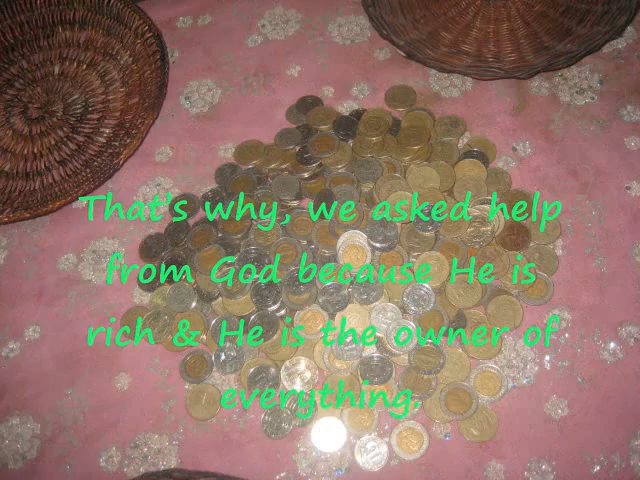 That's why, we asked help
from God because He is
rich & He is the owner of
everything.